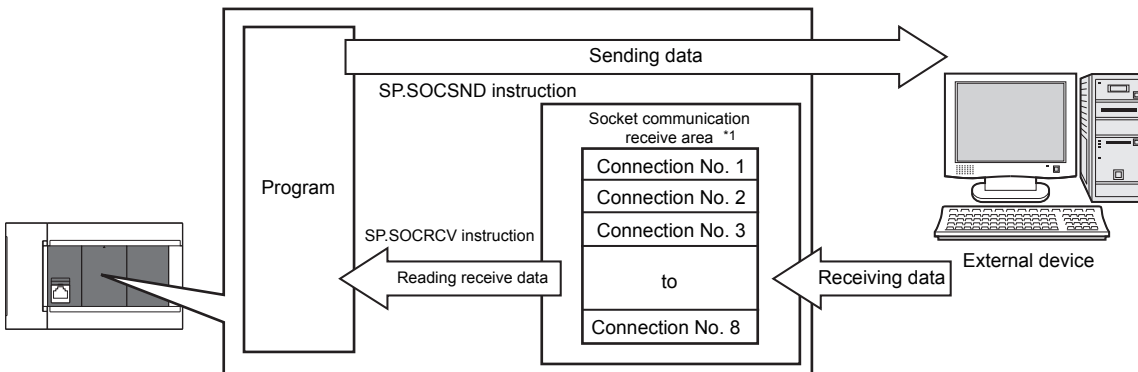 Sending data
SP.SOCSND instruction
Socket communication
receive area *1
Connection No. 1
Program
Connection No. 2
Connection No. 3
SP.SOCRCV instruction
External device
Reading receive data
to
Receiving data
Connection No. 8